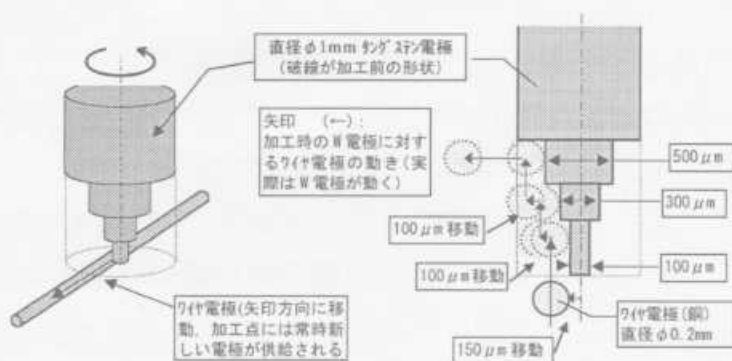 直径φ1mm タングステン電極
(破線が加工前の形状)
矢印 (←):
加工時のW電極に対す
るワイヤ電極の動き(実
際はW電極が動く)
500μm
300μm
100μm移動
100μm移動
100μm
ワイヤ電極(矢印方向に移
動、加工点には常時新
しい電極が供給される
ワイヤ電極(銅)
直径φ0.2mm
150μm移動